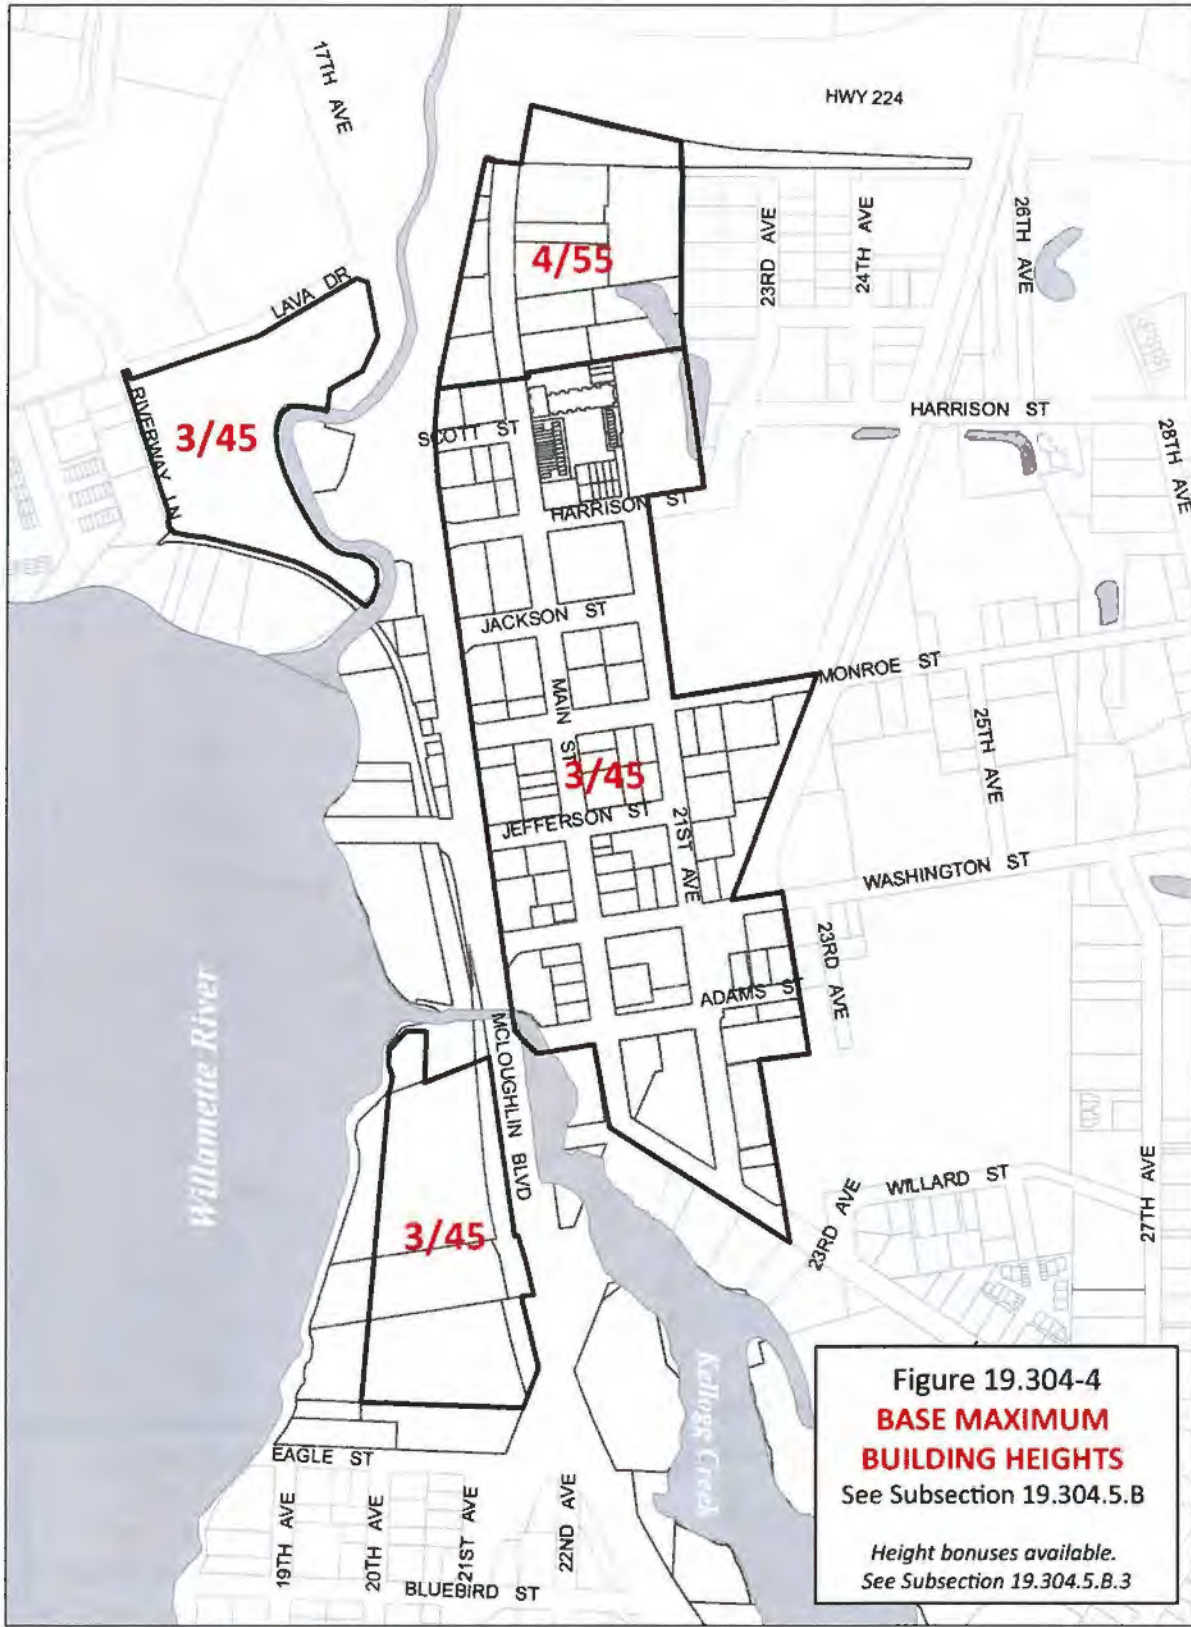 17TH AVE
HWY 224
23RD AVE
24TH AVE
26TH AVE
4/55
LAVA DR
RIVERWAY LN
3/45
SCOTT ST
HARRISON ST
28TH AVE
HARRISON ST
JACKSON ST
MONROE ST
MAIN ST
25TH AVE
3/45
JEFFERSON ST
21ST AVE
WASHINGTON ST
23RD AVE
ADAMS ST
Willamette River
MCLOUGHLIN BLVD
WILLARD ST
27TH AVE
23RD AVE
3/45
Kellogg Creek
EAGLE ST
19TH AVE
20TH AVE
21ST AVE
22ND AVE
BLUEBIRD ST
Figure 19.304-4
BASE MAXIMUM
BUILDING HEIGHTS
See Subsection 19.304.5.B
Height bonuses available.
See Subsection 19.304.5.B.3